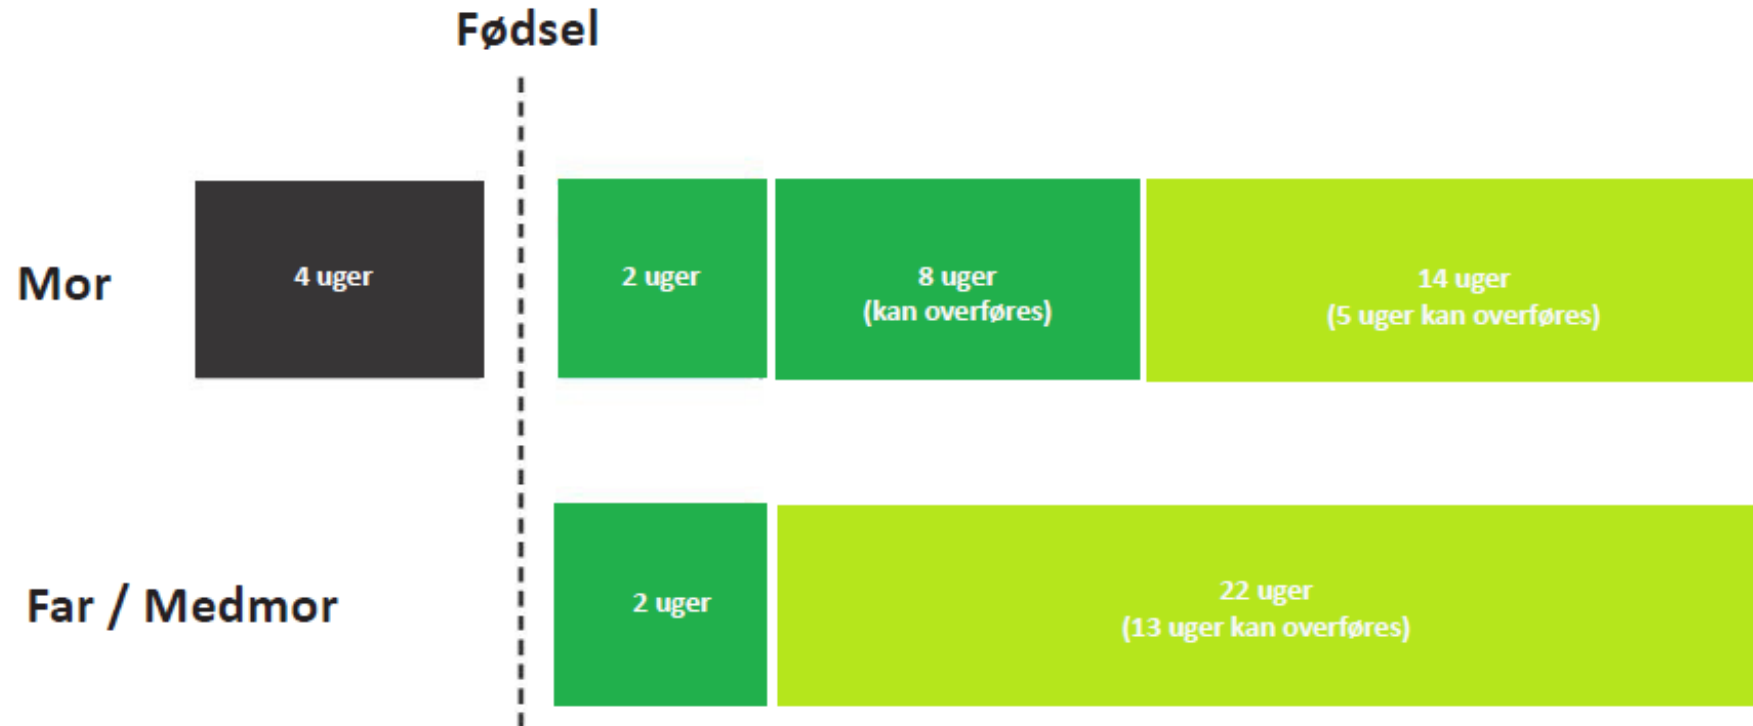 Fødsel
Mor
4 uger
2 uger
8 uger
(kan overføres)
14 uger
(5 uger kan overføres)
Far / Medmor
2 uger
22 uger
(13 uger kan overføres)